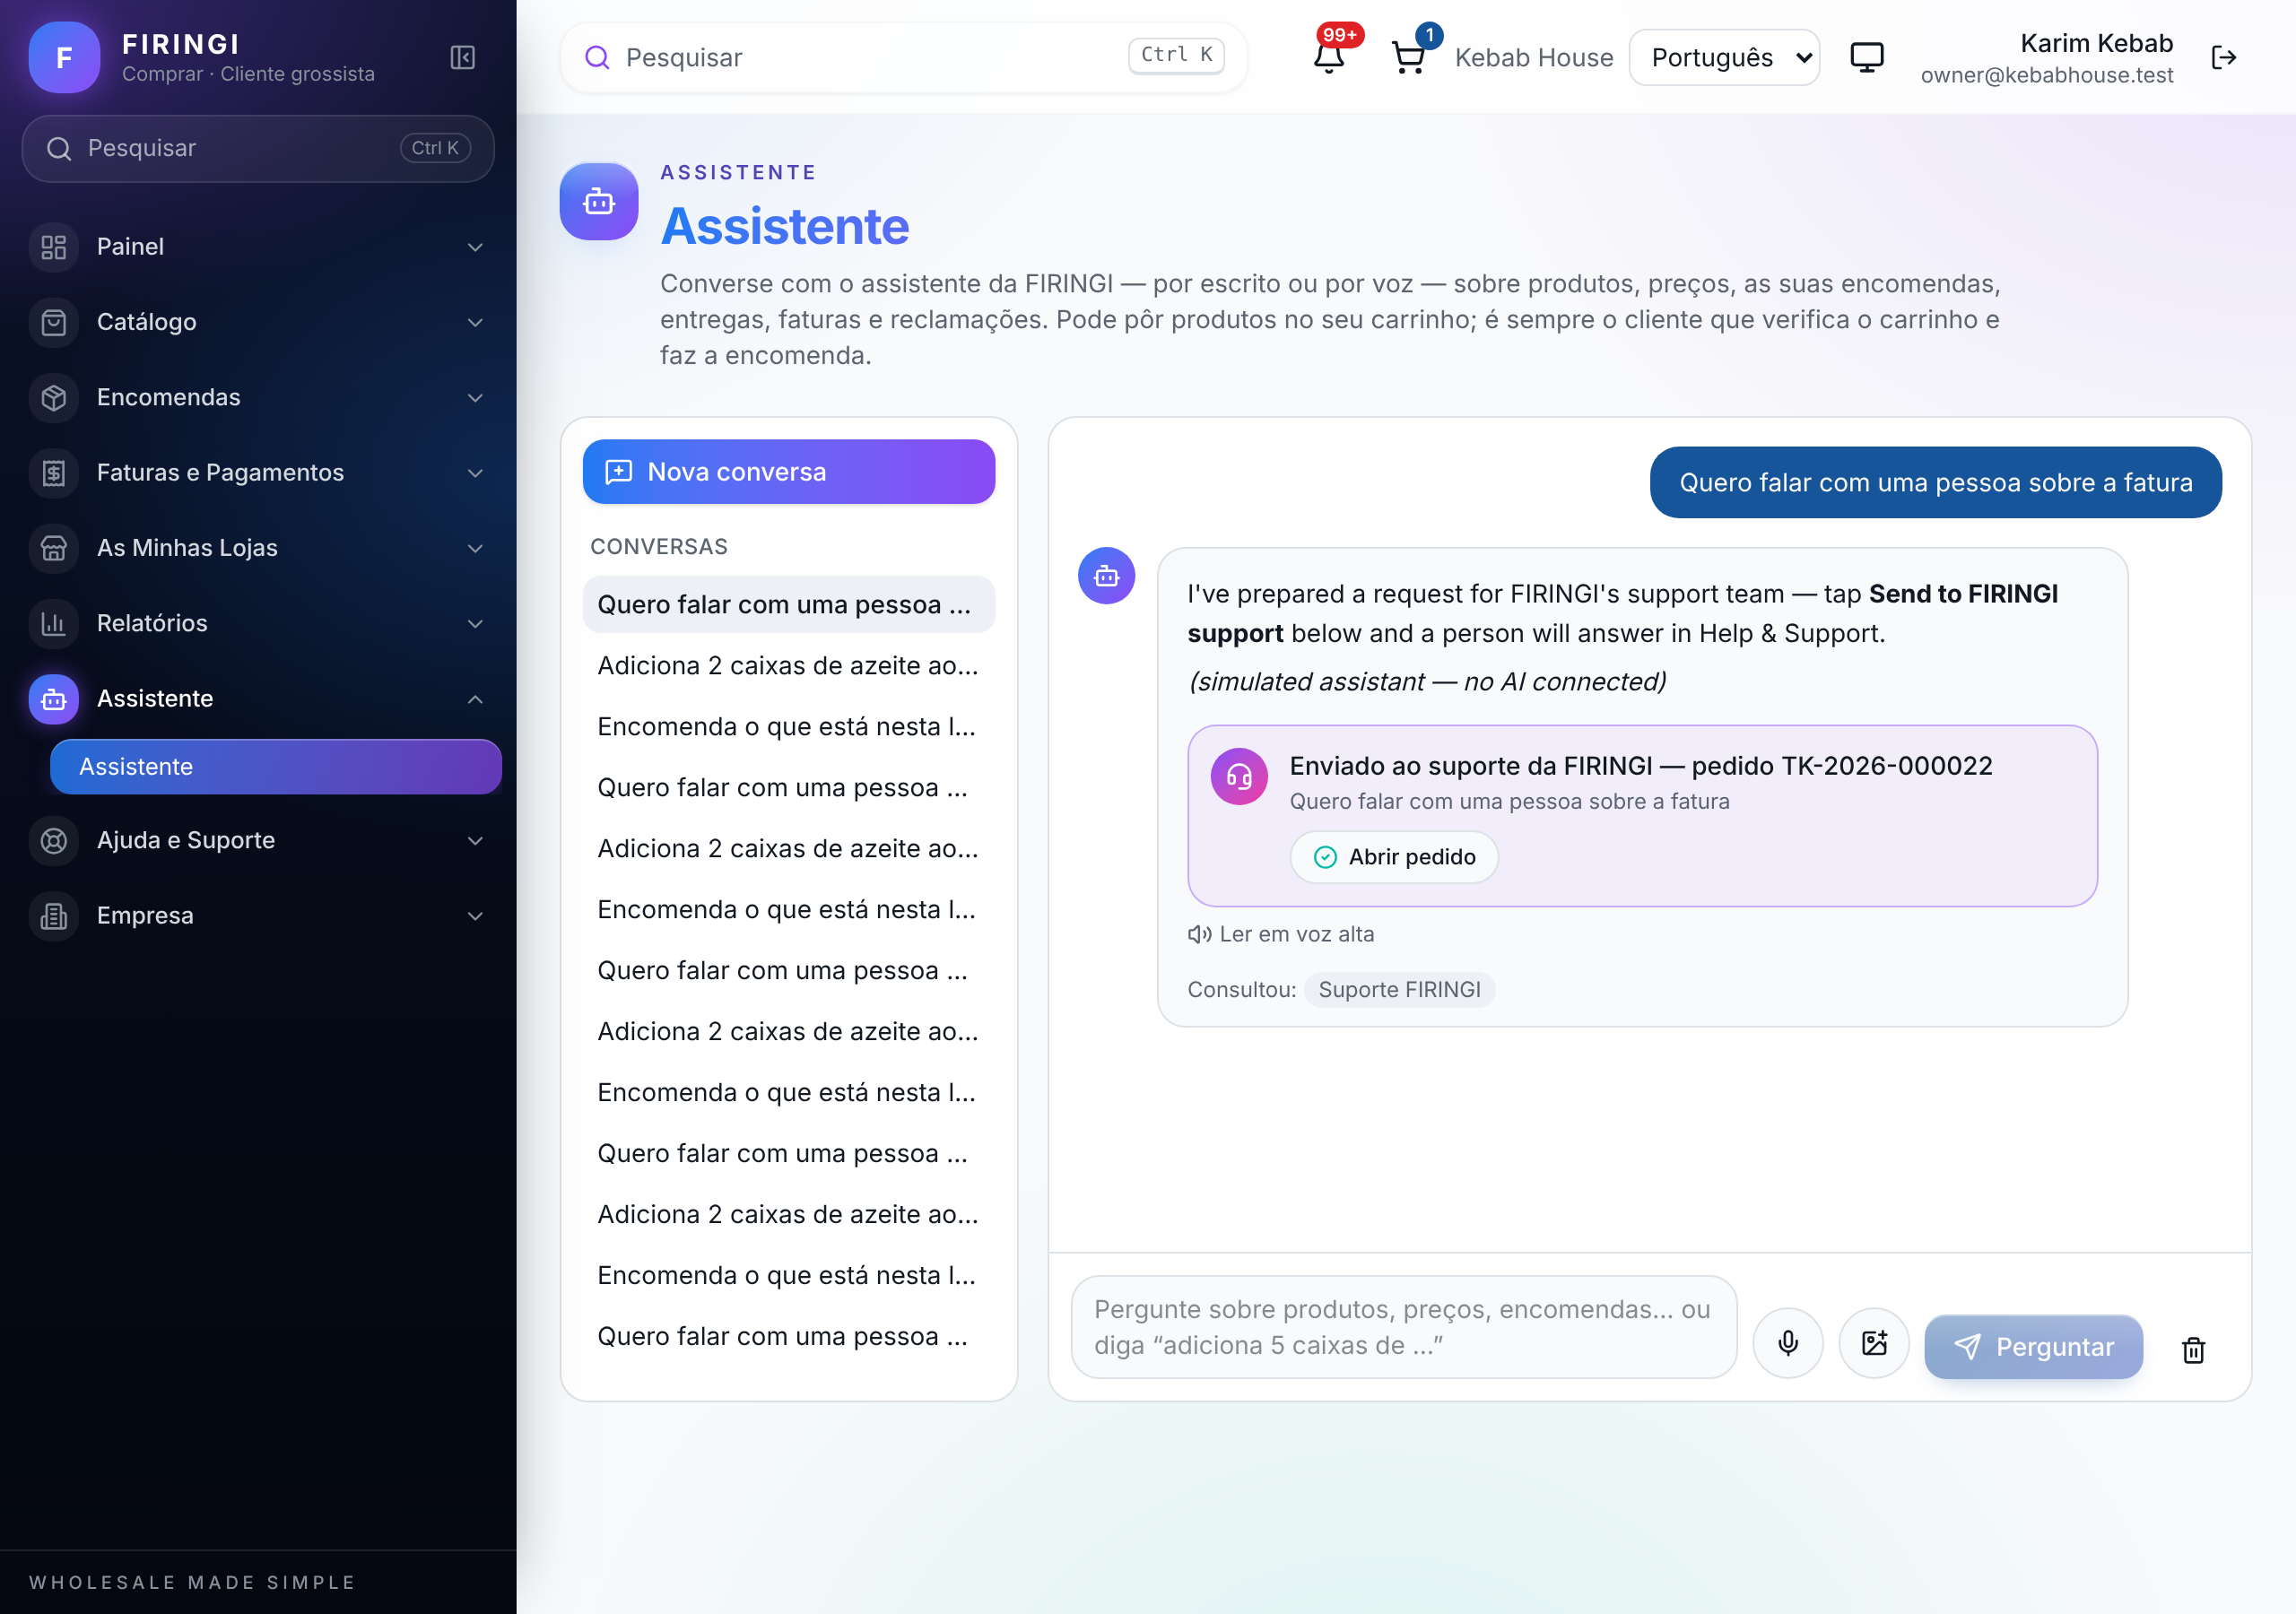 F
FIRINGI
Comprar · Cliente grossista
Pesquisar
Ctrl K
Painel
Catálogo
Encomendas
Faturas e Pagamentos
As Minhas Lojas
Relatórios
Assistente
Assistente
Ajuda e Suporte
Empresa
WHOLESALE MADE SIMPLE
Pesquisar
Ctrl K
99+
1
Kebab House
Português
Karim Kebab
owner@kebabhouse.test
ASSISTENTE
Assistente
Converse com o assistente da FIRINGI — por escrito ou por voz — sobre produtos, preços, as suas encomendas,
entregas, faturas e reclamações. Pode pôr produtos no seu carrinho; é sempre o cliente que verifica o carrinho e
faz a encomenda.
Nova conversa
CONVERSAS
Quero falar com uma pessoa ...
Adiciona 2 caixas de azeite ao...
Encomenda o que está nesta l...
Quero falar com uma pessoa ...
Adiciona 2 caixas de azeite ao...
Encomenda o que está nesta l...
Quero falar com uma pessoa ...
Adiciona 2 caixas de azeite ao...
Encomenda o que está nesta l...
Quero falar com uma pessoa ...
Adiciona 2 caixas de azeite ao...
Encomenda o que está nesta l...
Quero falar com uma pessoa ...
Quero falar com uma pessoa sobre a fatura
I've prepared a request for FIRINGI's support team — tap Send to FIRINGI
support below and a person will answer in Help & Support.
(simulated assistant — no AI connected)
Enviado ao suporte da FIRINGI — pedido TK-2026-000022
Quero falar com uma pessoa sobre a fatura
Abrir pedido
Ler em voz alta
Consultou: Suporte FIRINGI
Pergunte sobre produtos, preços, encomendas... ou
diga “adiciona 5 caixas de ...”
Perguntar